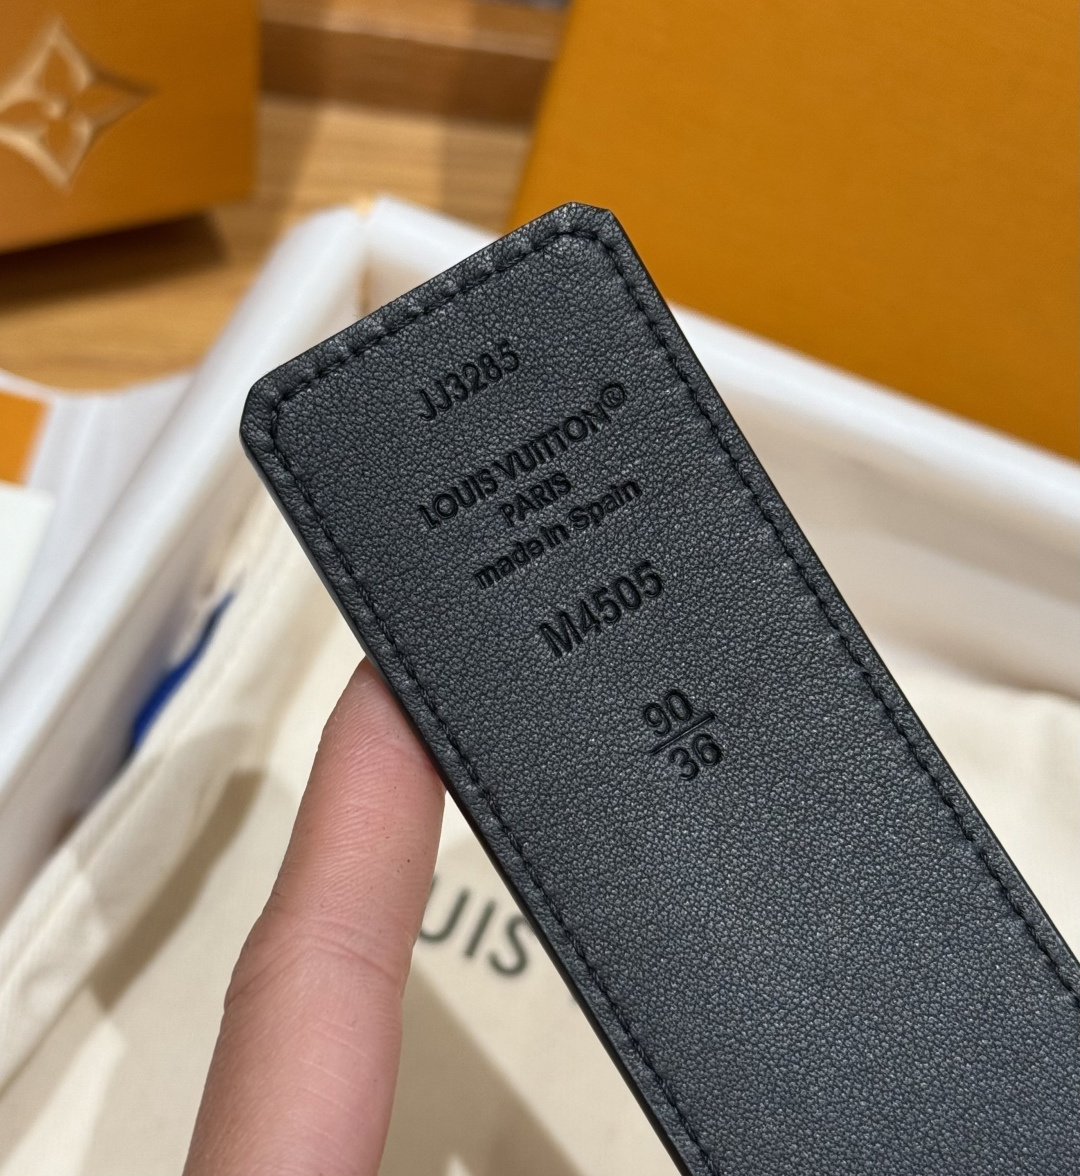 JJ3285
LOUIS VUITTON®
PARIS
made in Spain
M4505
90
36
UIS